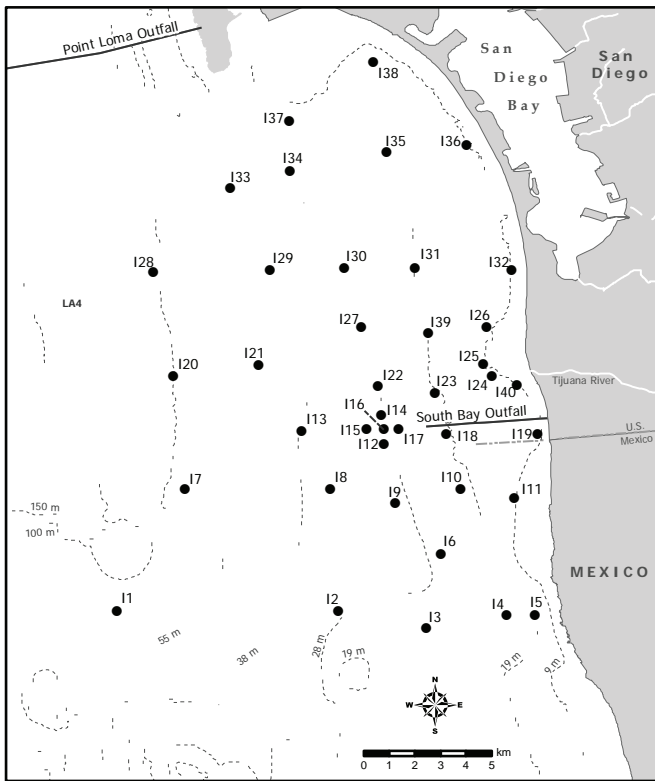 Point Loma Outfall
San
Diego
Bay
San
Diego
I38
I37
I36
I35
I34
I33
I28
I29
I30
I31
I32
LA4
I27
I39
I26
I20
I21
I25
I24
I22
I23
I40
Tijuana River
I16
I14
South Bay Outfall
I13
I15
I17
I18
I19
U.S.
Mexico
I12
I7
I8
I9
I10
I11
150 m
100 m
I6
MEXICO
I1
I2
I3
I4
I5
55 m
38 m
28 m
19 m
19 m
9 m
N
W
E
S
km
0
1
2
3
4
5